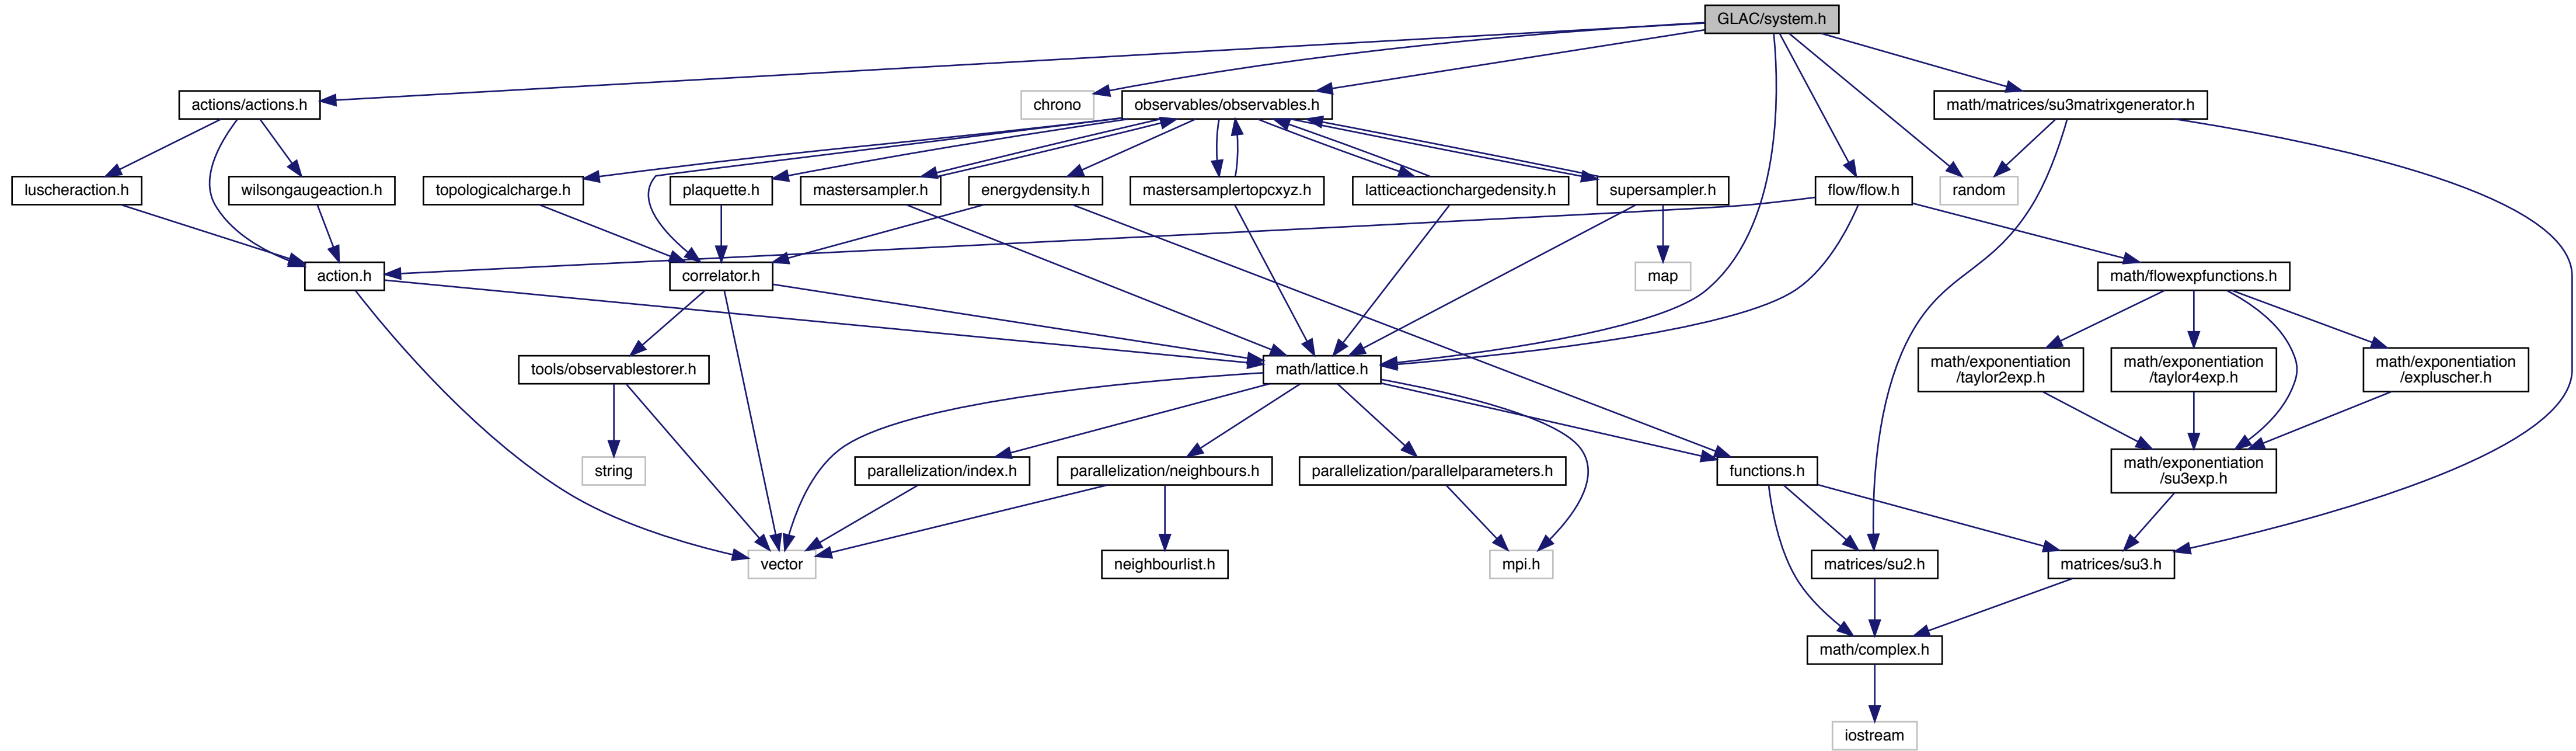 GLAC/system.h
actions/actions.h
chrono
observables/observables.h
math/matrices/su3matrixgenerator.h
luscheraction.h
wilsongaugeaction.h
topologicalcharge.h
plaquette.h
mastersampler.h
energydensity.h
mastersamplertopcxyz.h
latticeactionchargedensity.h
supersampler.h
flow/flow.h
random
action.h
correlator.h
map
math/flowexpfunctions.h
tools/observablestorer.h
math/lattice.h
math/exponentiation
/taylor2exp.h
math/exponentiation
/taylor4exp.h
math/exponentiation
/expluscher.h
string
parallelization/index.h
parallelization/neighbours.h
parallelization/parallelparameters.h
functions.h
math/exponentiation
/su3exp.h
vector
neighbourlist.h
mpi.h
matrices/su2.h
matrices/su3.h
math/complex.h
iostream